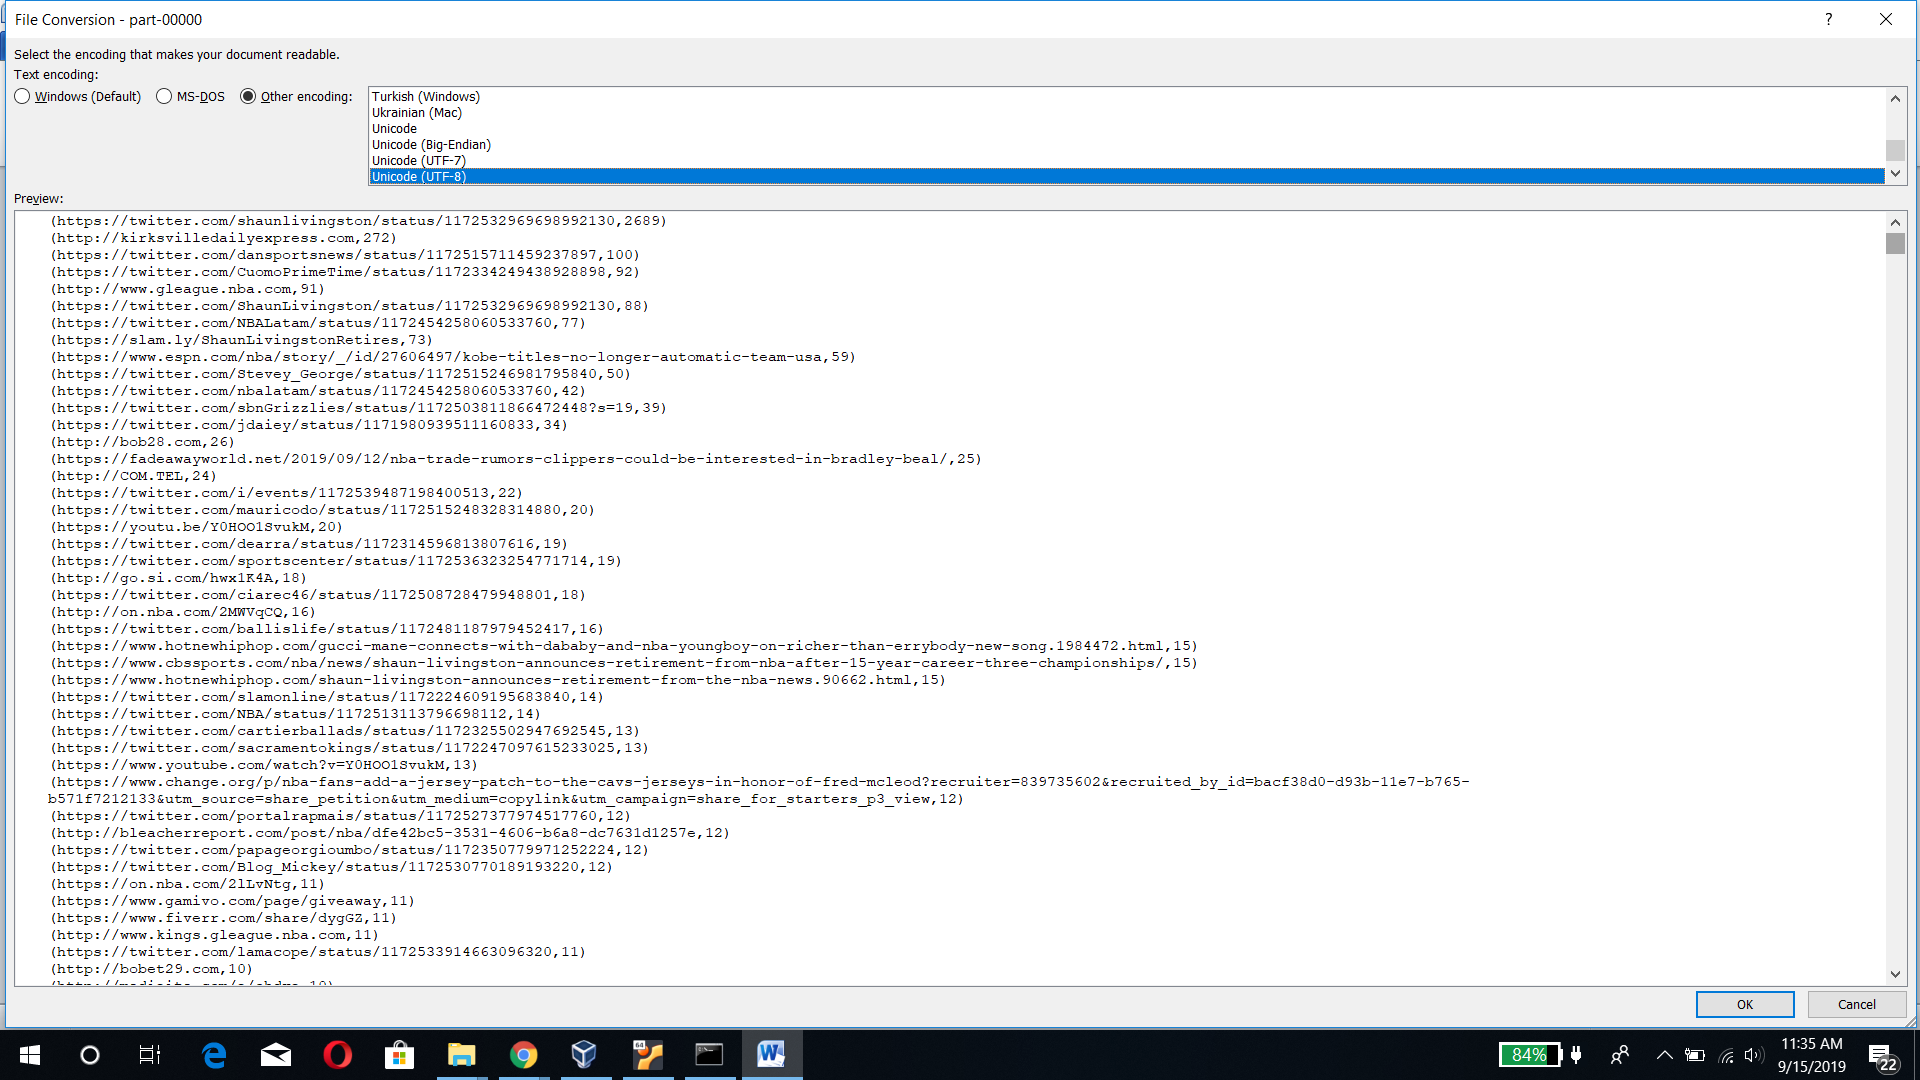 File Conversion - part-00000
?
Select the encoding that makes your document readable.
Text encoding:
Windows (Default) MS-DOS Other encoding:
Turkish (Windows)
Ukrainian (Mac)
Unicode
Unicode (Big-Endian)
Unicode (UTF-7)
Unicode (UTF-8)
Preview:
(https://twitter.com/shaunlivingston/status/1172532969698992130,2689)
(http://kirksvilledailyexpress.com,272)
(https://twitter.com/dansportsnews/status/1172515711459237897,100)
(https://twitter.com/CuomoPrimeTime/status/1172334249438928898,92)
(http://www.gleague.nba.com,91)
(https://twitter.com/ShaunLivingston/status/1172532969698992130,88)
(https://twitter.com/NBALatam/status/1172454258060533760,77)
(https://slam.ly/ShaunLivingstonRetires,73)
(https://www.espn.com/nba/story/_/id/27606497/kobe-titles-no-longer-automatic-team-usa,59)
(https://twitter.com/Stevey_George/status/1172515246981795840,50)
(https://twitter.com/nbalatam/status/1172454258060533760,42)
(https://twitter.com/sbnGrizzlies/status/1172503811866472448?s=19,39)
(https://twitter.com/jdaiey/status/1171980939511160833,34)
(http://bob28.com,26)
(https://fadeawayworld.net/2019/09/12/nba-trade-rumors-clippers-could-be-interested-in-bradley-beal/,25)
(http://COM.TEL,24)
(https://twitter.com/i/events/1172539487198400513,22)
(https://twitter.com/mauricodo/status/1172515248328314880,20)
(https://youtu.be/Y0HOO1SvukM,20)
(https://twitter.com/dearra/status/1172314596813807616,19)
(https://twitter.com/sportscenter/status/1172536323254771714,19)
(http://go.si.com/hwx1K4A,18)
(https://twitter.com/ciarec46/status/1172508728479948801,18)
(http://on.nba.com/2MWVqCQ,16)
(https://twitter.com/ballislife/status/1172481187979452417,16)
(https://www.hotnewhiphop.com/gucci-mane-connects-with-dababy-and-nba-youngboy-on-richer-than-errybody-new-song.1984472.html,15)
(https://www.cbssports.com/nba/news/shaun-livingston-announces-retirement-from-nba-after-15-year-career-three-championships/,15)
(https://www.hotnewhiphop.com/shaun-livingston-announces-retirement-from-the-nba-news.90662.html,15)
(https://twitter.com/slamonline/status/1172224609195683840,14)
(https://twitter.com/NBA/status/1172513113796698112,14)
(https://twitter.com/cartierballads/status/1172325502947692545,13)
(https://twitter.com/sacramentokings/status/1172247097615233025,13)
(https://www.youtube.com/watch?v=Y0HOO1SvukM,13)
(https://www.change.org/p/nba-fans-add-a-jersey-patch-to-the-cavs-jerseys-in-honor-of-fred-mcleod?recruiter=839735602&recruited_by_id=bacf38d0-d93b-11e7-b765-
b571f7212133&utm_source=share_petition&utm_medium=copylink&utm_campaign=share_for_starters_p3_view,12)
(https://twitter.com/portalrapmais/status/1172527377974517760,12)
(http://bleacherreport.com/post/nba/dfe42bc5-3531-4606-b6a8-dc7631d1257e,12)
(https://twitter.com/papageorgioumbo/status/1172350779971252224,12)
(https://twitter.com/Blog_Mickey/status/1172530770189193220,12)
(https://on.nba.com/2lLvNtg,11)
(https://www.gamivo.com/page/giveaway,11)
(https://www.fiverr.com/share/dygGZ,11)
(http://www.kings.gleague.nba.com,11)
(https://twitter.com/lamacope/status/1172533914663096320,11)
(http://bobet29.com,10)
OK Cancel
64
84%
11:35 AM
9/15/2019
22